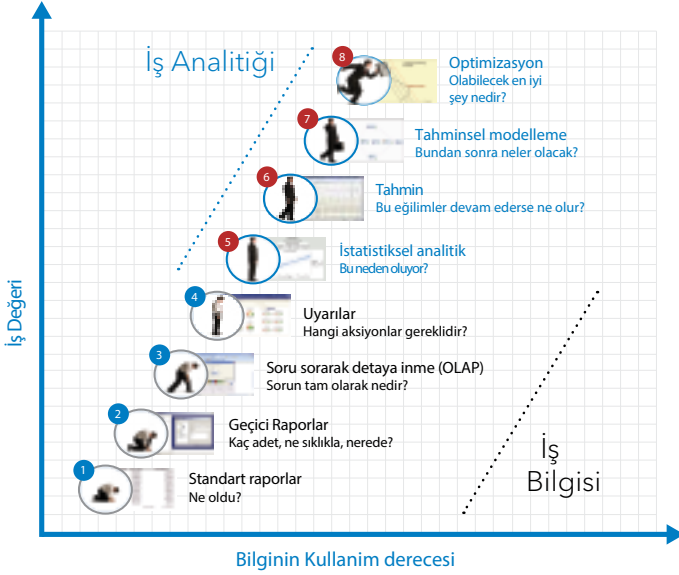 İş Analitiği
8
Optimizasyon
Olabilecek en iyi
şey nedir?
7
Tahminsel modelleme
Bundan sonra neler olacak?
6
Tahmin
Bu eğilimler devam ederse ne olur?
5
İstatistiksel analitik
Bu neden oluyor?
4
Uyarılar
Hangi aksiyonlar gereklidir?
3
Soru sorarak detaya inme (OLAP)
Sorun tam olarak nedir?
2
Geçici Raporlar
Kaç adet, ne sıklıkla, nerede?
1
Standart raporlar
Ne oldu?
İş
Bilgisi
İş Değeri
Bilginin Kullanim derecesi